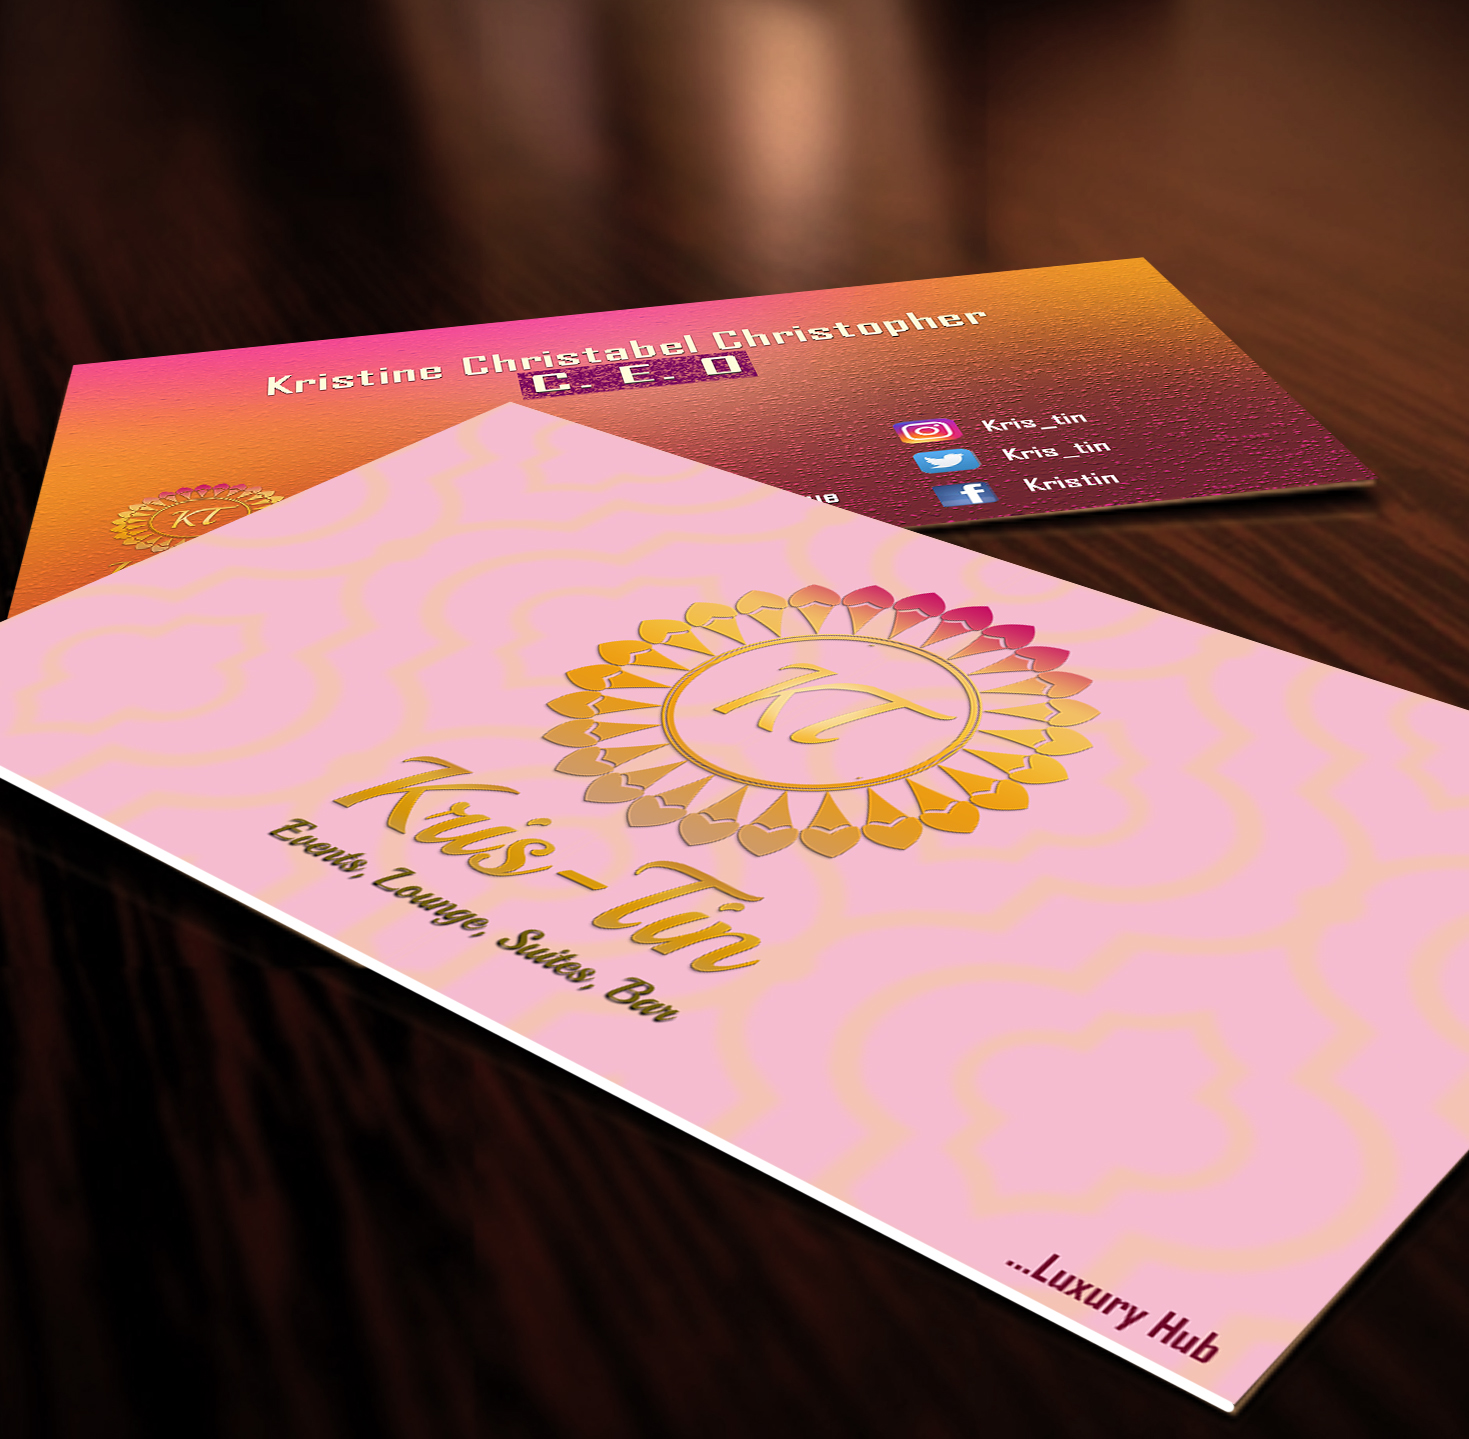 Kristine Christabel Christopher
C. E. O
Kris_tin
Kris_tin
Kristin
KT
KT
Kris-Tin
Events, Lounge, Suites, Bar
...Luxury Hub